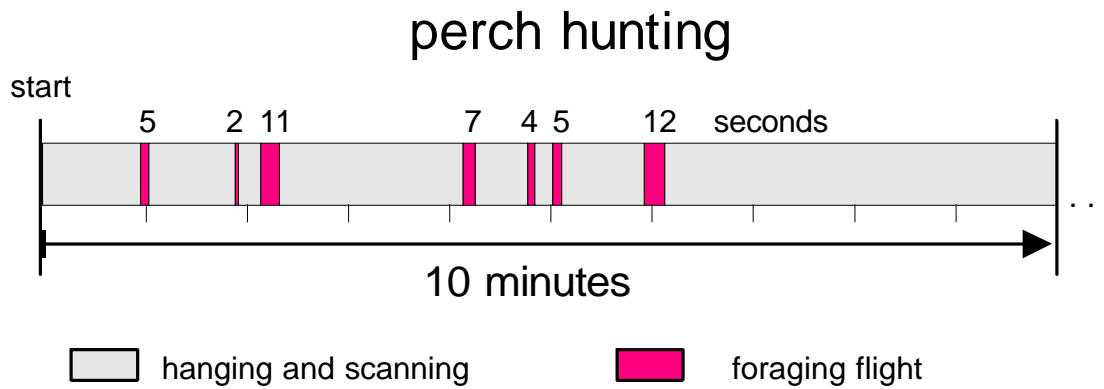 perch hunting
start
5 2 11 7 4 5 12 seconds
. .
10 minutes
hanging and scanning foraging flight